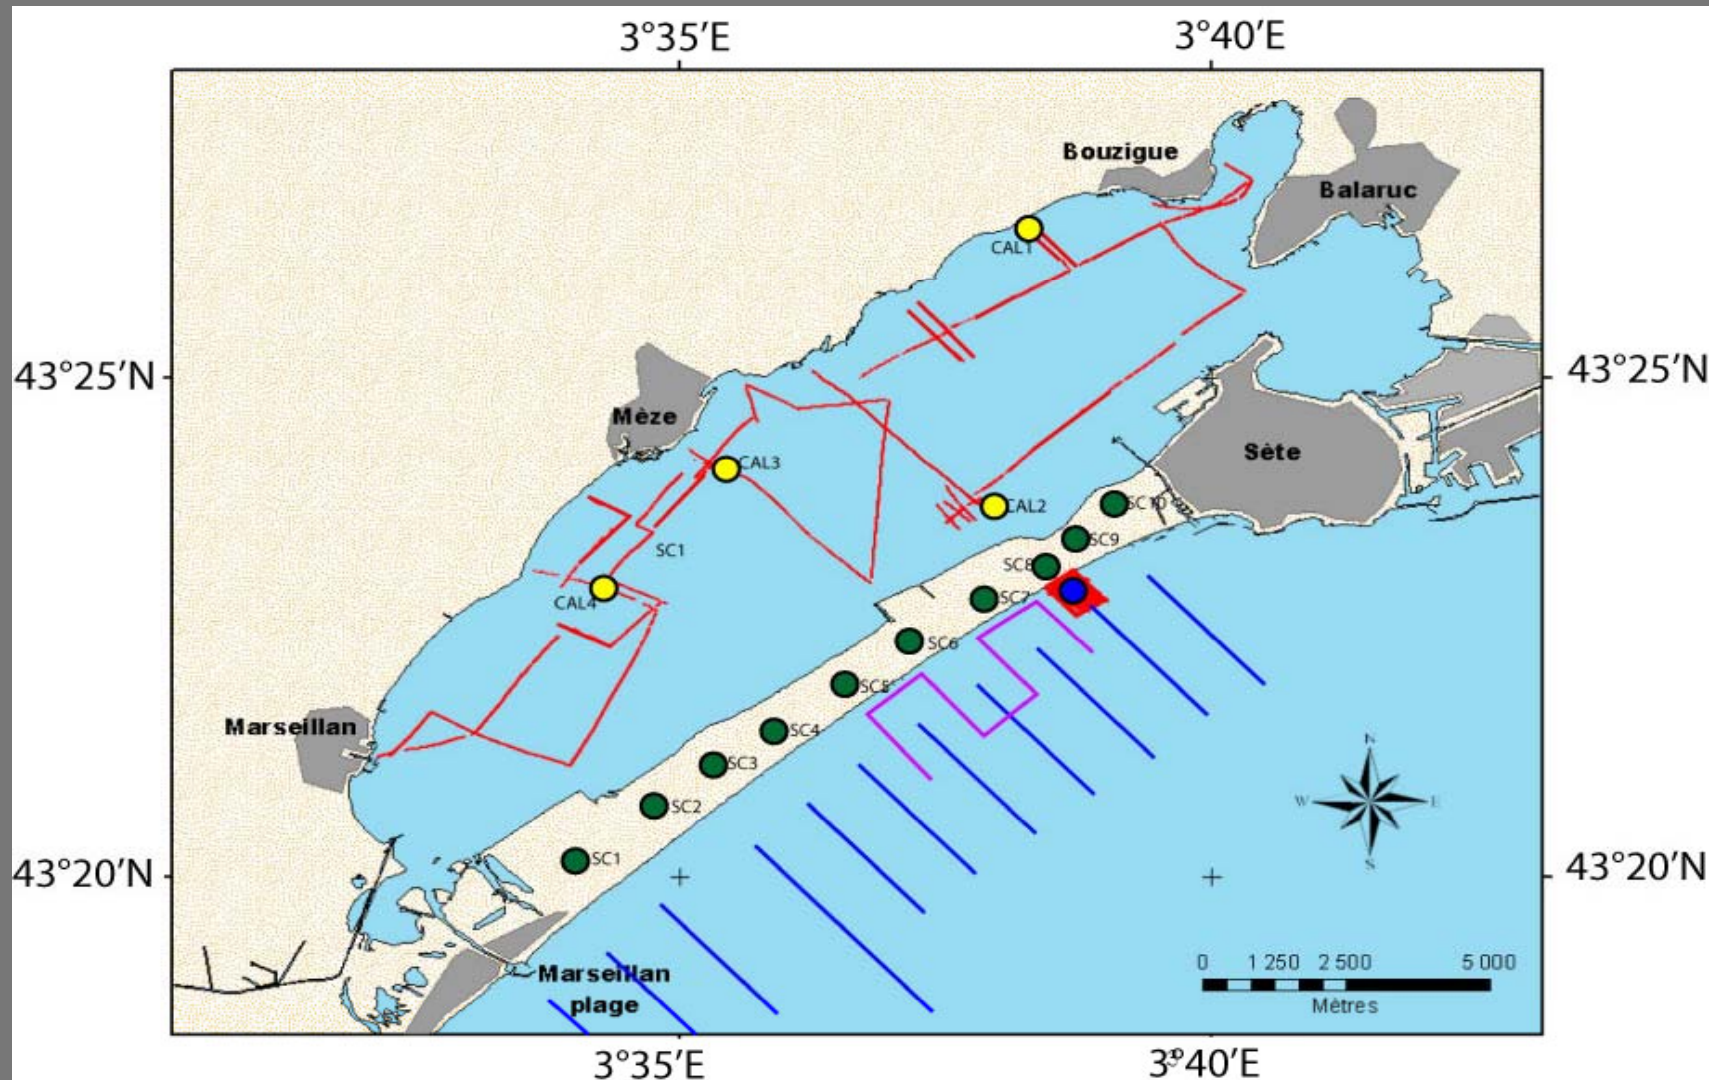 3°35′E
3°40′E
Bouzigue
Balaruc
CAL1
43°25′N
43°25′N
Mèze
Sète
CAL3
CAL2
SC10
SC9
SC1
SC8
CAL4
SC7
SC6
SC5
Marseillan
SC4
SC3
N
W
E
S
SC2
SC1
43°20′N
43°20′N
Marseillan
plage
0 1 250 2 500 5 000
Mètres
3°35′E
3°40′E